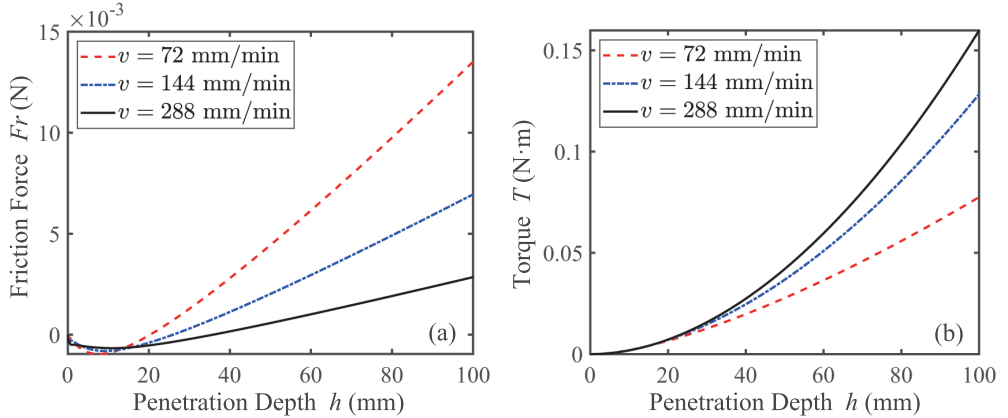 ×10⁻³
15
10
5
0
Friction Force Fr (N)
v = 72 mm/min
v = 144 mm/min
v = 288 mm/min
(a)
0 20 40 60 80 100
Penetration Depth h (mm)
0.15
0.1
0.05
0
Torque T (N·m)
v = 72 mm/min
v = 144 mm/min
v = 288 mm/min
(b)
0 20 40 60 80 100
Penetration Depth h (mm)